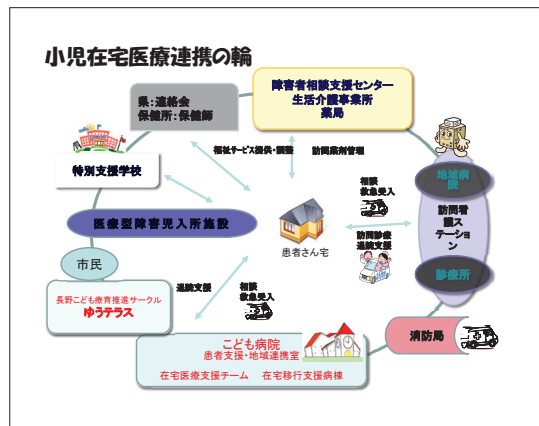 小児在宅医療連携の輪
県：連絡会
保健所：保健師
障害者相談支援センター
生活介護事業所
薬局
特別支援学校
福祉サービス提供・調整
訪問薬剤管理
地域病
院
訪問看
護ステ
ーショ
ン
診療所
相談
救急受入
医療型障害児入所施設
患者さん宅
訪問診療
退院支援
市民
長野こども療育推進サークル
ゆうテラス
退院支援
相談
救急受入
消防局
こども病院
患者支援・地域連携室
在宅医療支援チーム　在宅移行支援病棟